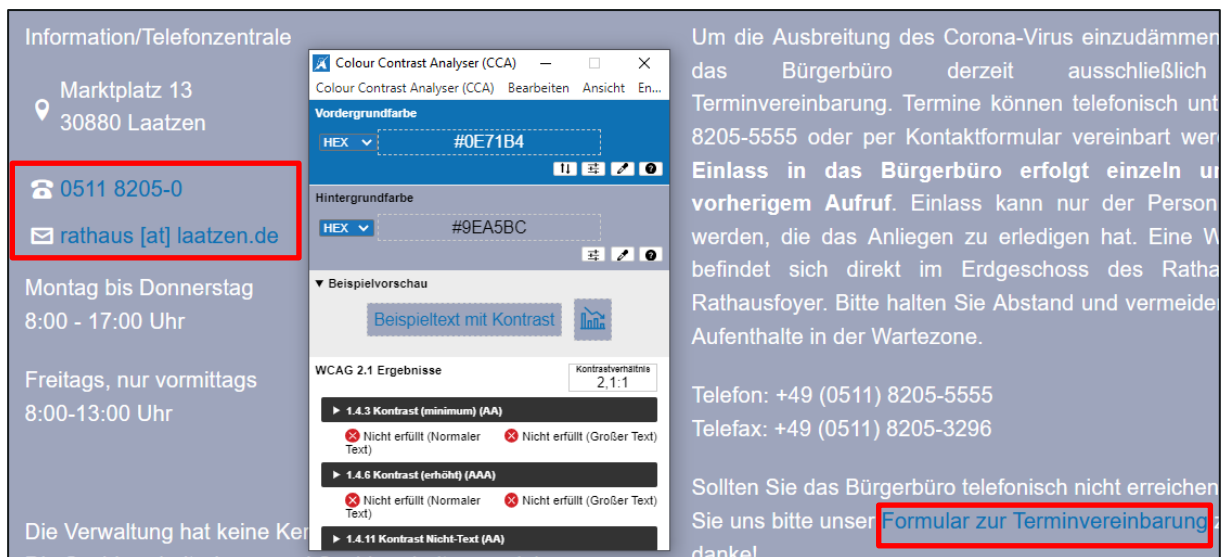 Information/Telefonzentrale
Marktplatz 13
30880 Laatzen
0511 8205-0
rathaus [at] laatzen.de
Montag bis Donnerstag
8:00 - 17:00 Uhr
Freitags, nur vormittags
8:00-13:00 Uhr
Die Verwaltung hat keine Ker
Colour Contrast Analyser (CCA)
Colour Contrast Analyser (CCA) Bearbeiten Ansicht En...
Vordergrundfarbe
HEX #0E71B4
Hintergrundfarbe
HEX #9EA5BC
Beispielvorschau
Beispieltext mit Kontrast
WCAG 2.1 Ergebnisse
Kontrastverhältnis
2,1:1
1.4.3 Kontrast (minimum) (AA)
Nicht erfüllt (Normaler Nicht erfüllt (Großer Text)
Text)
1.4.6 Kontrast (erhöht) (AAA)
Nicht erfüllt (Normaler Nicht erfüllt (Großer Text)
Text)
1.4.11 Kontrast Nicht-Text (AA)
Um die Ausbreitung des Corona-Virus einzudämmen
das Bürgerbüro derzeit ausschließlich
Terminvereinbarung. Termine können telefonisch unt
8205-5555 oder per Kontaktformular vereinbart wer
Einlass in das Bürgerbüro erfolgt einzeln u
vorherigem Aufruf. Einlass kann nur der Person
werden, die das Anliegen zu erledigen hat. Eine W
befindet sich direkt im Erdgeschoss des Ratha
Rathausfoyer. Bitte halten Sie Abstand und vermeide
Aufenthalte in der Wartezone.
Telefon: +49 (0511) 8205-5555
Telefax: +49 (0511) 8205-3296
Sollten Sie das Bürgerbüro telefonisch nicht erreichen
Sie uns bitte unser Formular zur Terminvereinbarung
danke!